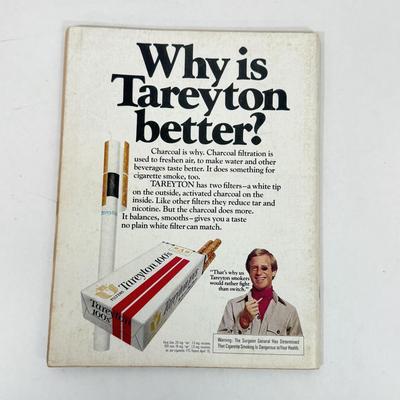 Why is
Tareyton
better?
Charcoal is why. Charcoal filtration is
used to freshen air, to make water and other
beverages taste better. It does something for
cigarette smoke, too.
TAREYTON has two filters—a white tip
on the outside, activated charcoal on the
inside. Like other filters they reduce tar and
nicotine. But the charcoal does more.
It balances, smooths—gives you a taste
no plain white filter can match.
"That's why us
Tareyton smokers
would rather fight
than switch."
Tareyton 100's
FILTERS
Tareyton
100's
Warning: The Surgeon General Has Determined
That Cigarette Smoking Is Dangerous to Your Health.